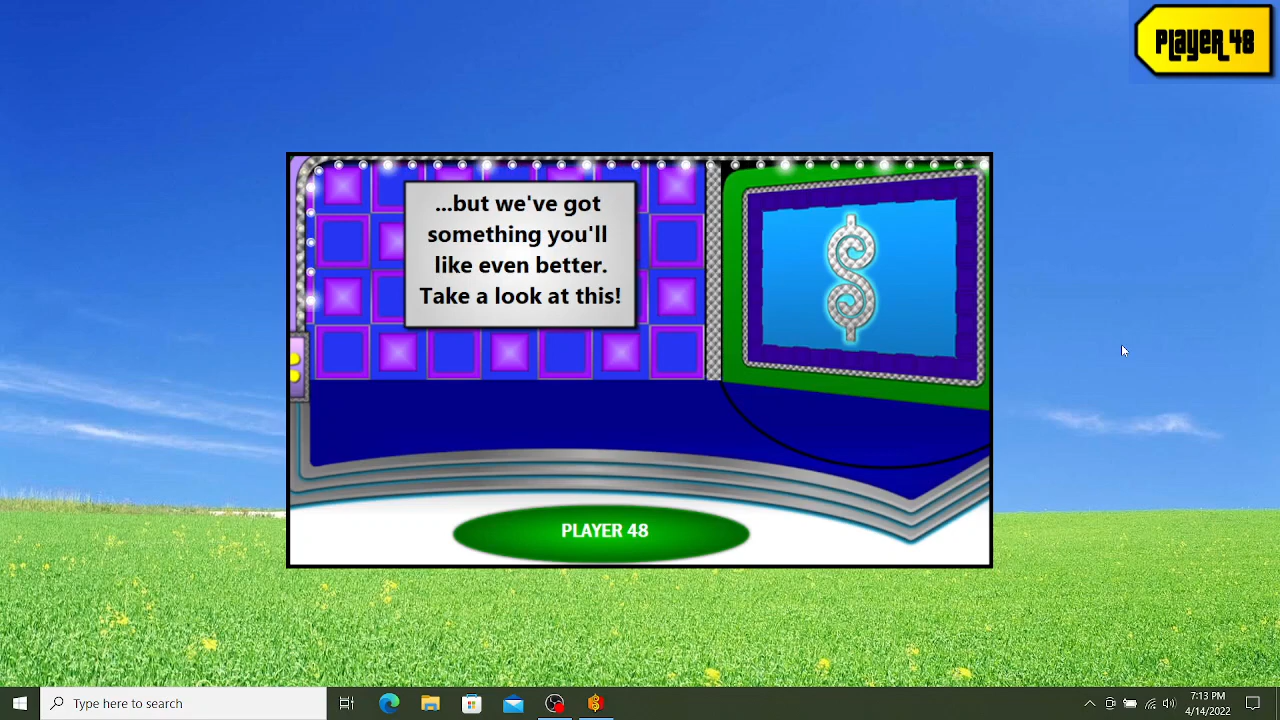 Player 48
...but we've got
something you'll
like even better.
Take a look at this!
PLAYER 48
Type here to search
7:13 PM
4/14/2022